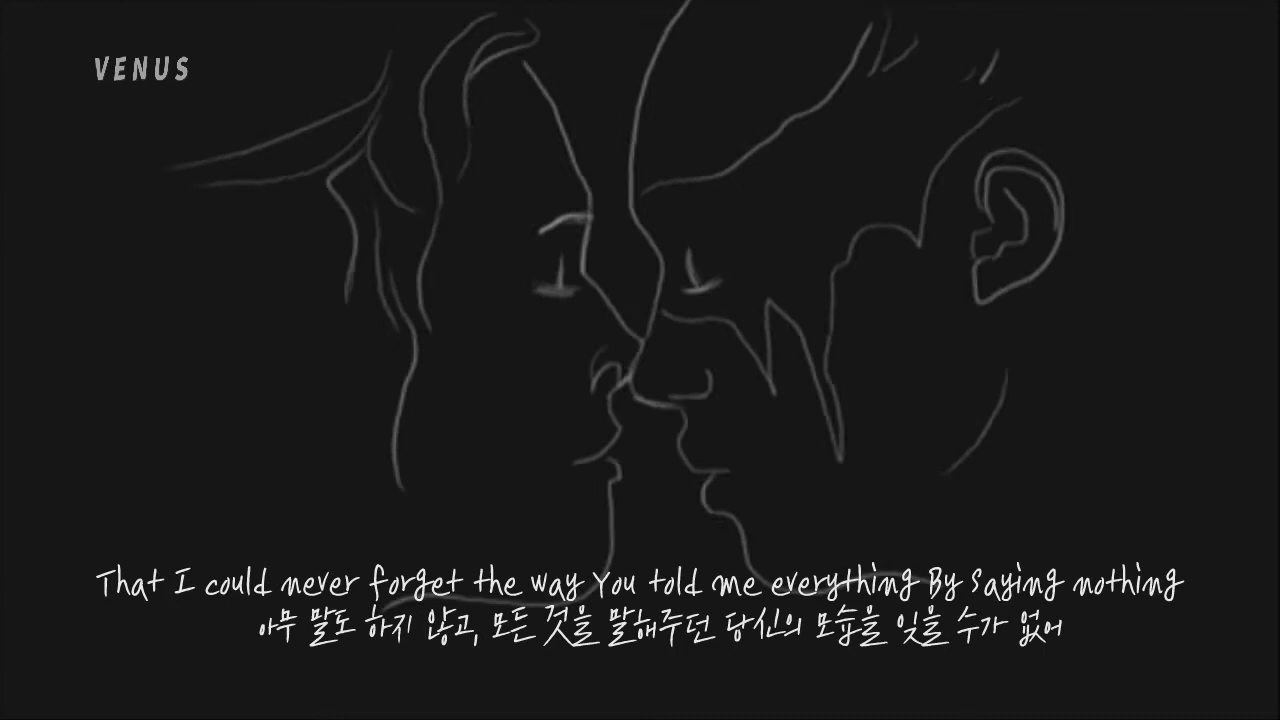 VENUS
That I could never forget the way You told me everything By saying nothing
아무 말도 하지 않고, 모든 것을 말해주던 당신의 모습을 잊을 수가 없어